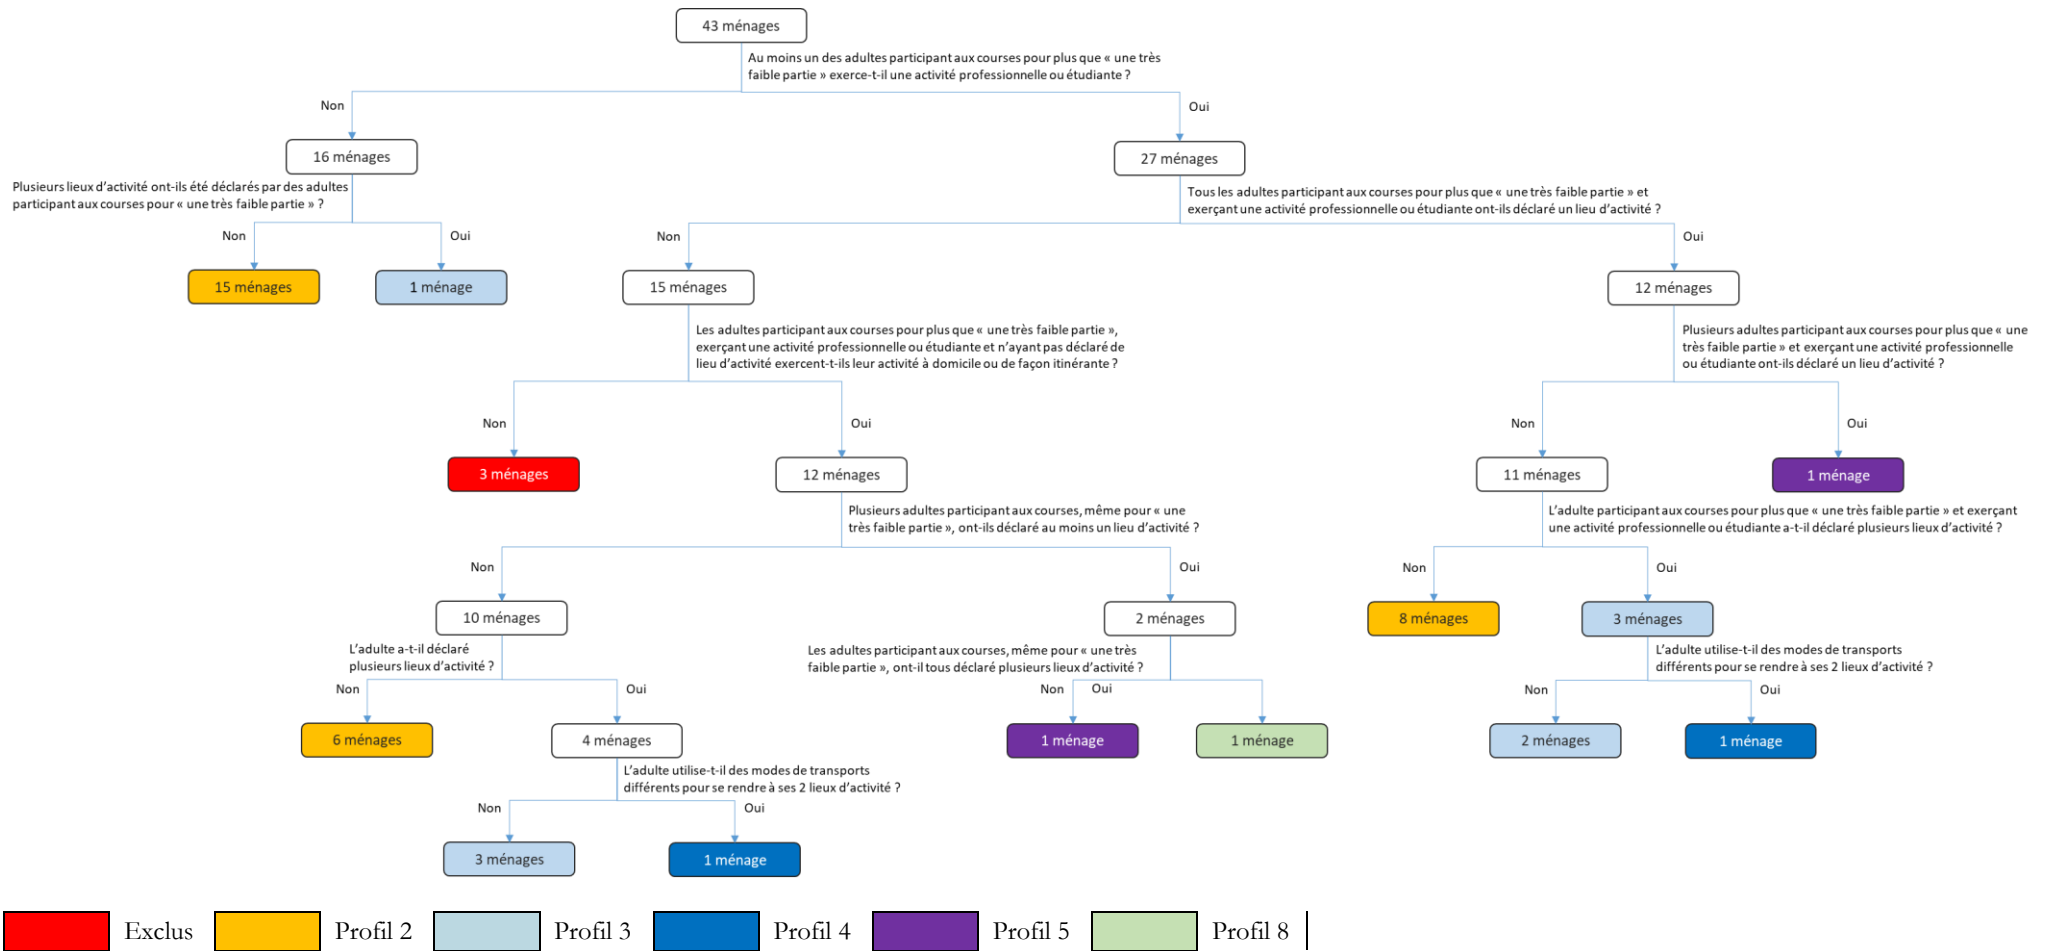 43 ménages
Au moins un des adultes participant aux courses pour plus que « une très
faible partie » exerce-t-il une activité professionnelle ou étudiante ?
Non
Oui
16 ménages
27 ménages
Plusieurs lieux d’activité ont-ils été déclarés par des adultes
participant aux courses pour « une très faible partie » ?
Tous les adultes participant aux courses pour plus que « une très faible partie » et
exerçant une activité professionnelle ou étudiante ont-ils déclaré un lieu d’activité ?
Non
Oui
Non
Oui
15 ménages
1 ménage
15 ménages
12 ménages
Les adultes participant aux courses pour plus que « une très faible partie »,
exerçant une activité professionnelle ou étudiante et n’ayant pas déclaré de
lieu d’activité exercent-t-ils leur activité à domicile ou de façon itinérante ?
Plusieurs adultes participant aux courses pour plus que « une
très faible partie » et exerçant une activité professionnelle
ou étudiante ont-ils déclaré un lieu d’activité ?
Non
Oui
Non
Oui
3 ménages
12 ménages
11 ménages
1 ménage
Plusieurs adultes participant aux courses, même pour « une
très faible partie », ont-ils déclaré au moins un lieu d’activité ?
L’adulte participant aux courses pour plus que « une très faible partie » et exerçant
une activité professionnelle ou étudiante a-t-il déclaré plusieurs lieux d’activité ?
Non
Oui
Non
Oui
10 ménages
2 ménages
8 ménages
3 ménages
L’adulte a-t-il déclaré
plusieurs lieux d’activité ?
Les adultes participant aux courses, même pour « une très
faible partie », ont-il tous déclaré plusieurs lieux d’activité ?
L’adulte utilise-t-il des modes de transports
différents pour se rendre à ses 2 lieux d’activité ?
Non
Oui
Non
Oui
Non
Oui
6 ménages
4 ménages
1 ménage
1 ménage
2 ménages
1 ménage
L’adulte utilise-t-il des modes de transports
différents pour se rendre à ses 2 lieux d’activité ?
Non
Oui
3 ménages
1 ménage
Exclus
Profil 2
Profil 3
Profil 4
Profil 5
Profil 8